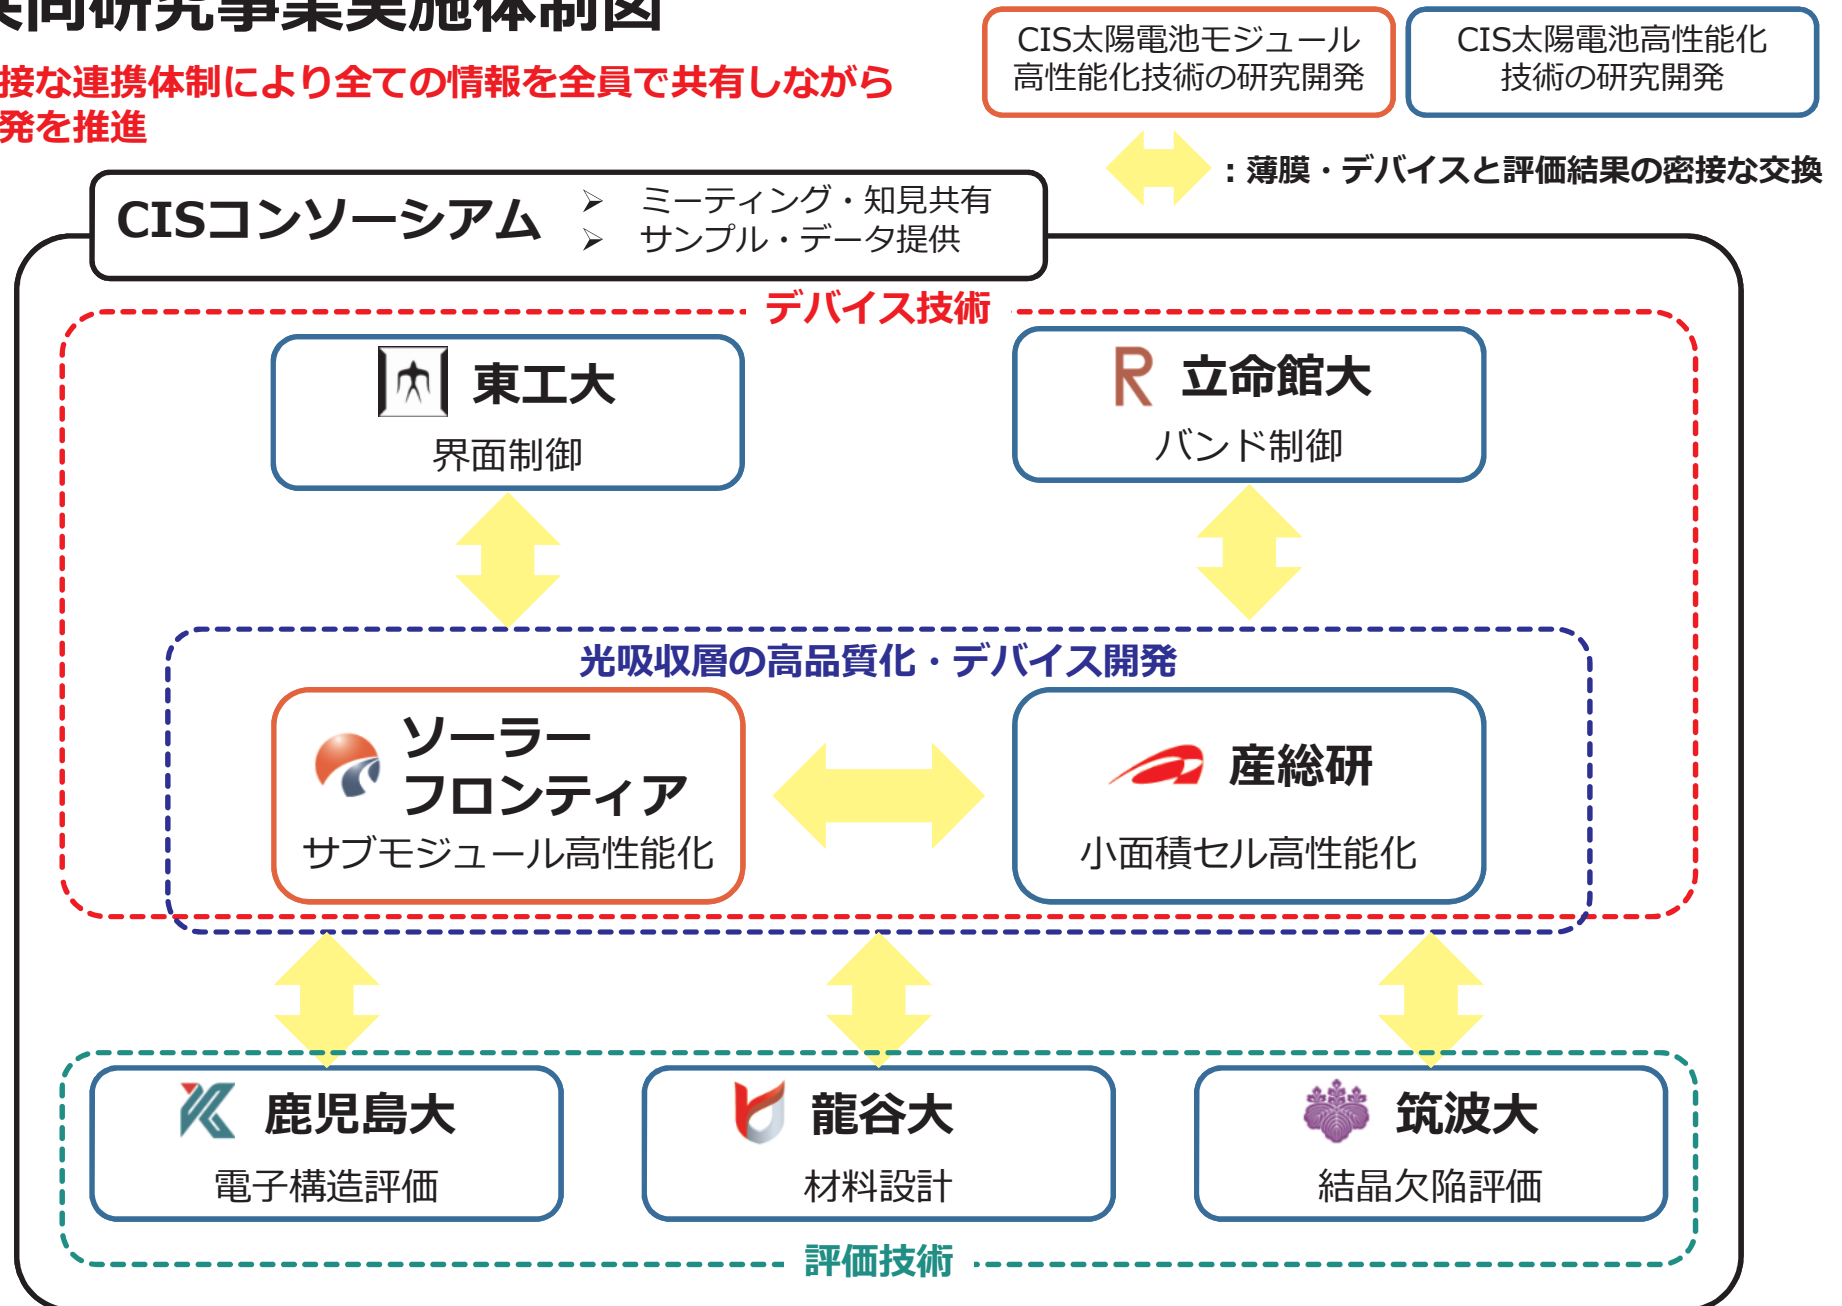 共同研究事業実施体制図
接な連携体制により全ての情報を全員で共有しながら
発を推進
CIS太陽電池モジュール
高性能化技術の研究開発
CIS太陽電池高性能化
技術の研究開発
：薄膜・デバイスと評価結果の密接な交換
CISコンソーシアム
➢ ミーティング・知見共有
➢ サンプル・データ提供
デバイス技術
東工大
界面制御
R 立命館大
バンド制御
光吸収層の高品質化・デバイス開発
ソーラー
フロンティア
サブモジュール高性能化
産総研
小面積セル高性能化
鹿児島大
電子構造評価
龍谷大
材料設計
筑波大
結晶欠陥評価
評価技術